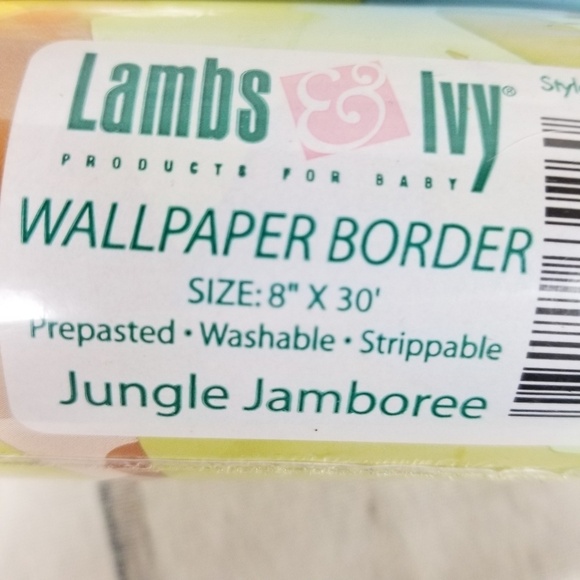 Lambs & Ivy®
PRODUCTS FOR BABY
WALLPAPER BORDER
SIZE: 8" X 30'
Prepasted • Washable • Strippable
Jungle Jamboree